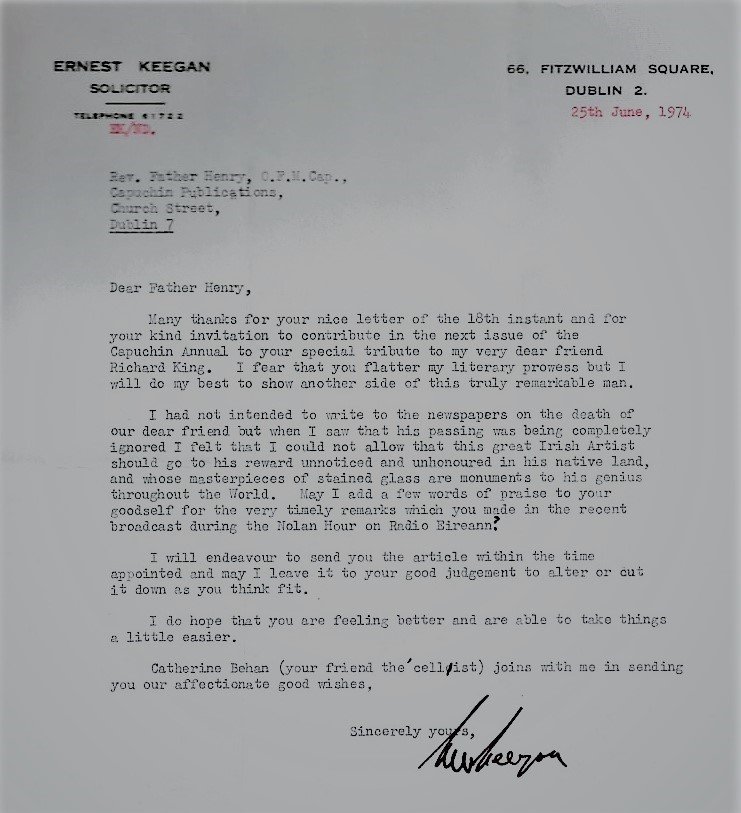 ERNEST KEEGAN
SOLICITOR
TELEPHONE 61722
EK/ND.
66, FITZWILLIAM SQUARE,
DUBLIN 2.
25th June, 1974
Rev. Father Henry, O.F.M.Cap.,
Capuchin Publications,
Church Street,
Dublin 7
Dear Father Henry,
Many thanks for your nice letter of the 18th instant and for
your kind invitation to contribute in the next issue of the
Capuchin Annual to your special tribute to my very dear friend
Richard King. I fear that you flatter my literary prowess but I
will do my best to show another side of this truly remarkable man.
I had not intended to write to the newspapers on the death of
our dear friend but when I saw that his passing was being completely
ignored I felt that I could not allow that this great Irish Artist
should go to his reward unnoticed and unhonoured in his native land,
and whose masterpieces of stained glass are monuments to his genius
throughout the World. May I add a few words of praise to your
goodself for the very timely remarks which you made in the recent
broadcast during the Nolan Hour on Radio Eireann?
I will endeavour to send you the article within the time
appointed and may I leave it to your good judgement to alter or cut
it down as you think fit.
I do hope that you are feeling better and are able to take things
a little easier.
Catherine Behan (your friend the 'cellist) joins with me in sending
you our affectionate good wishes,
Sincerely yours,